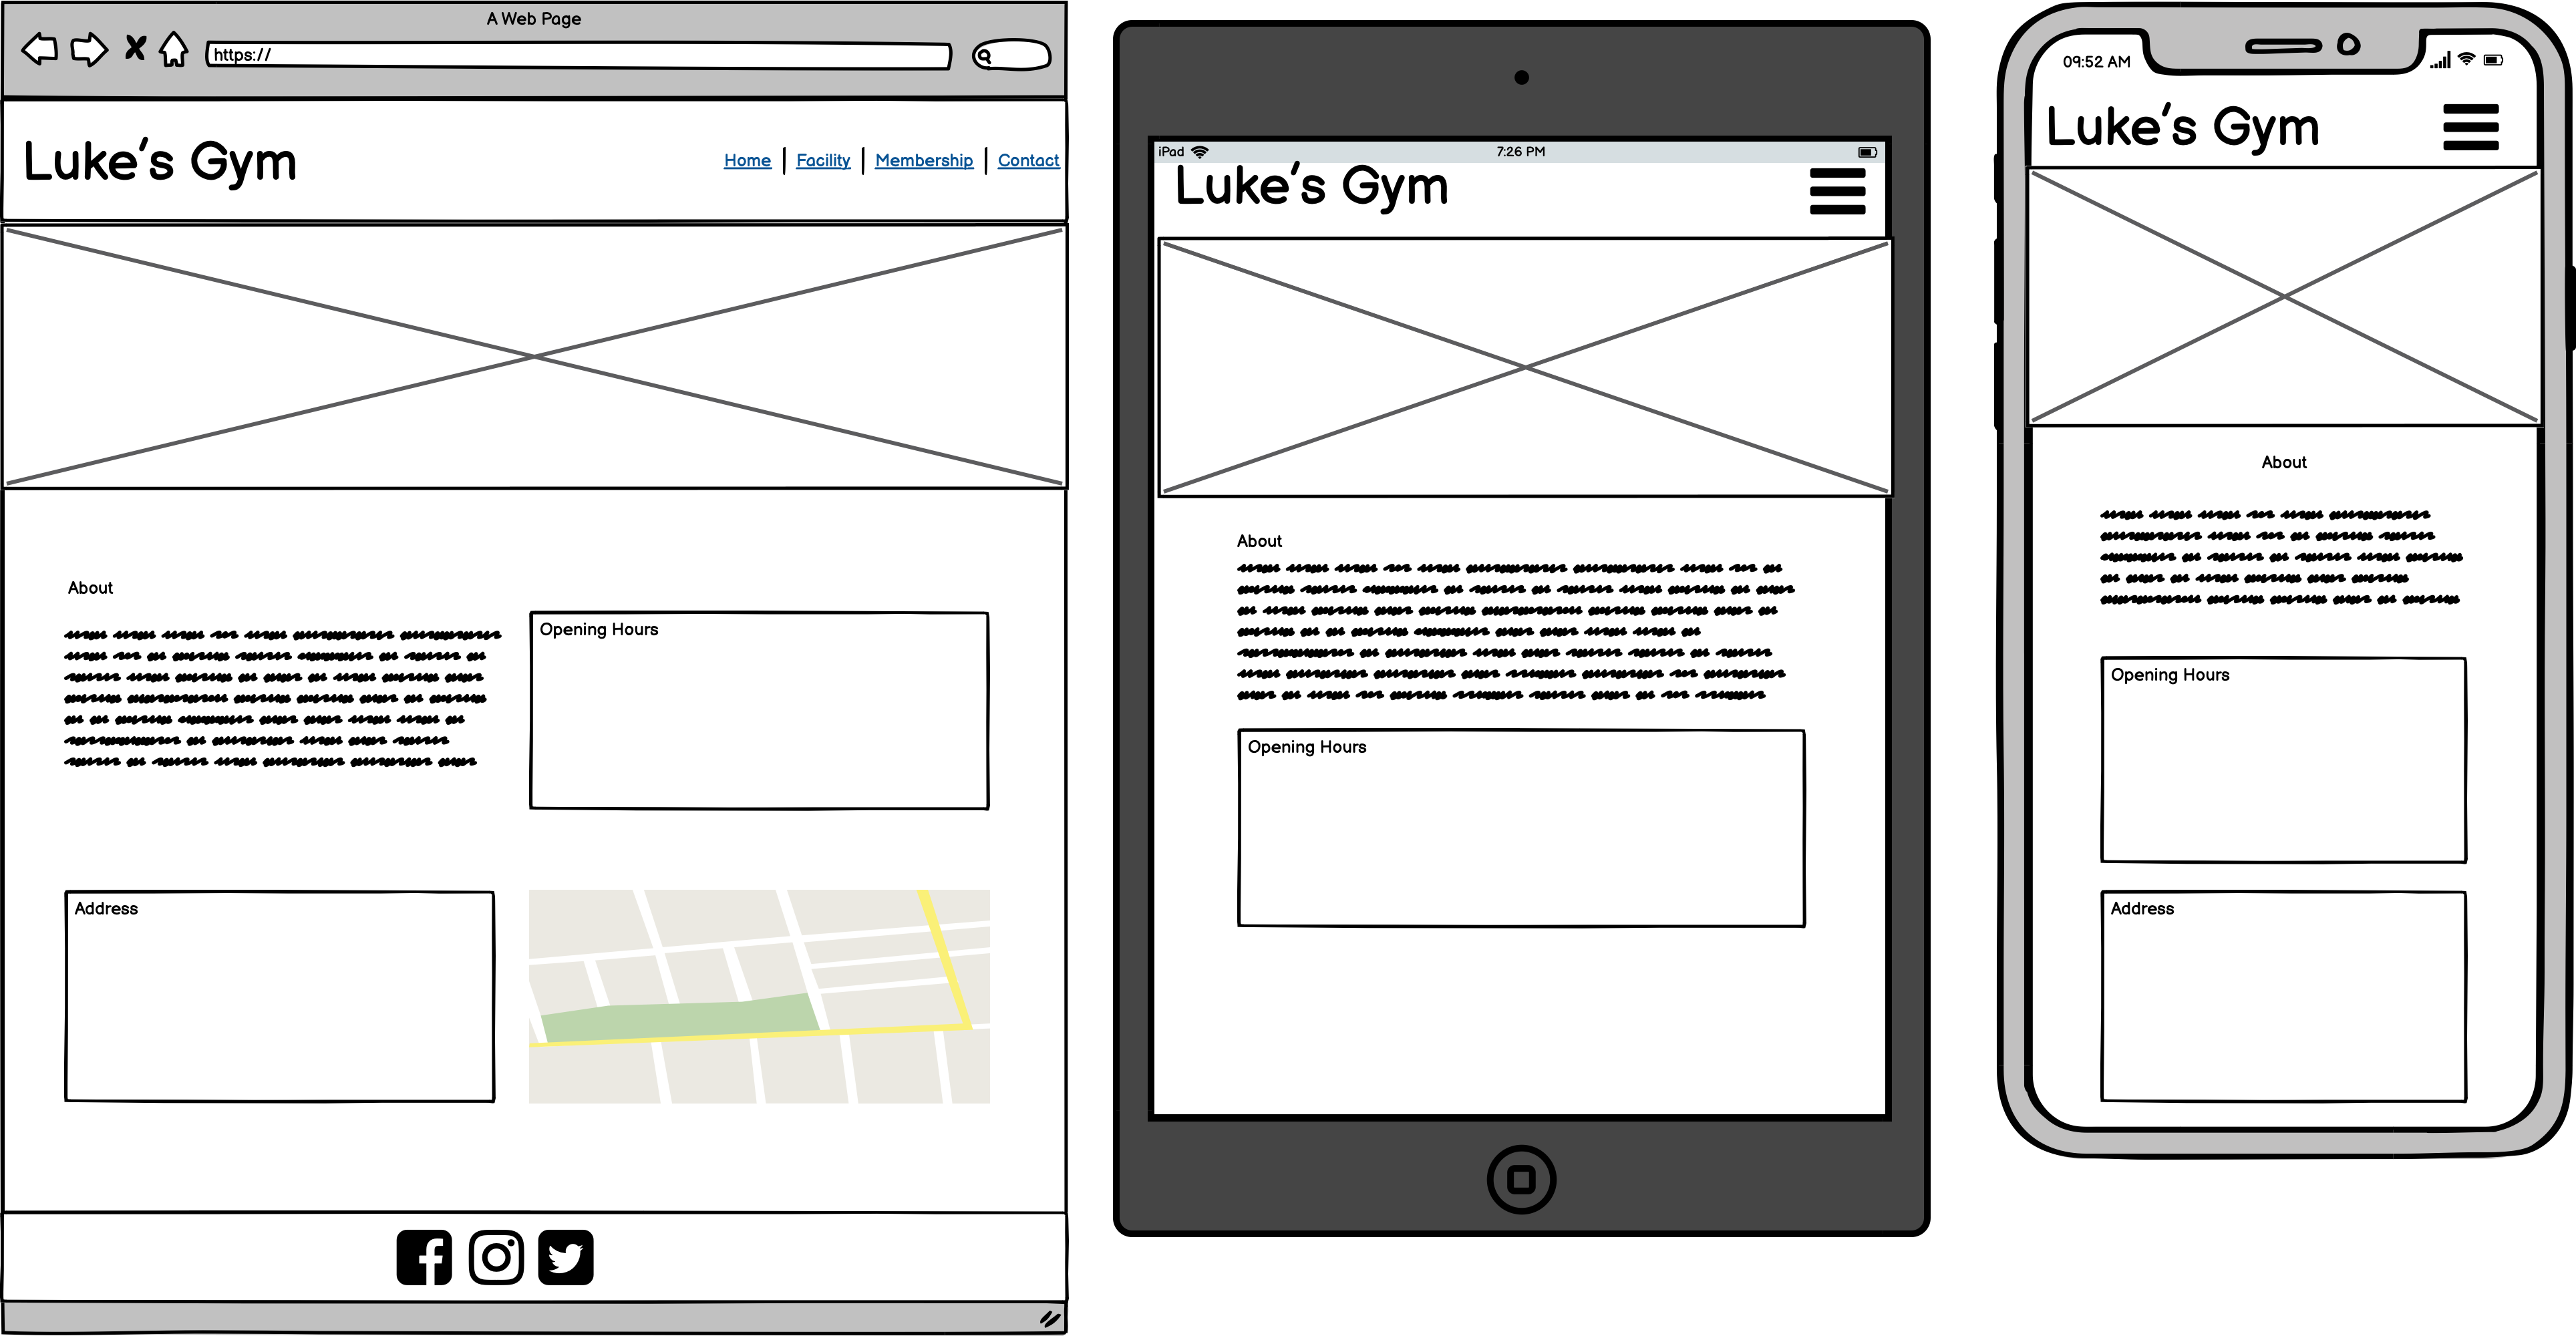 A Web Page
https://
Luke's Gym
Home | Facility | Membership | Contact
About
Opening Hours
Address
iPad
7:26 PM
Luke's Gym
About
Opening Hours
09:52 AM
Luke's Gym
About
Opening Hours
Address